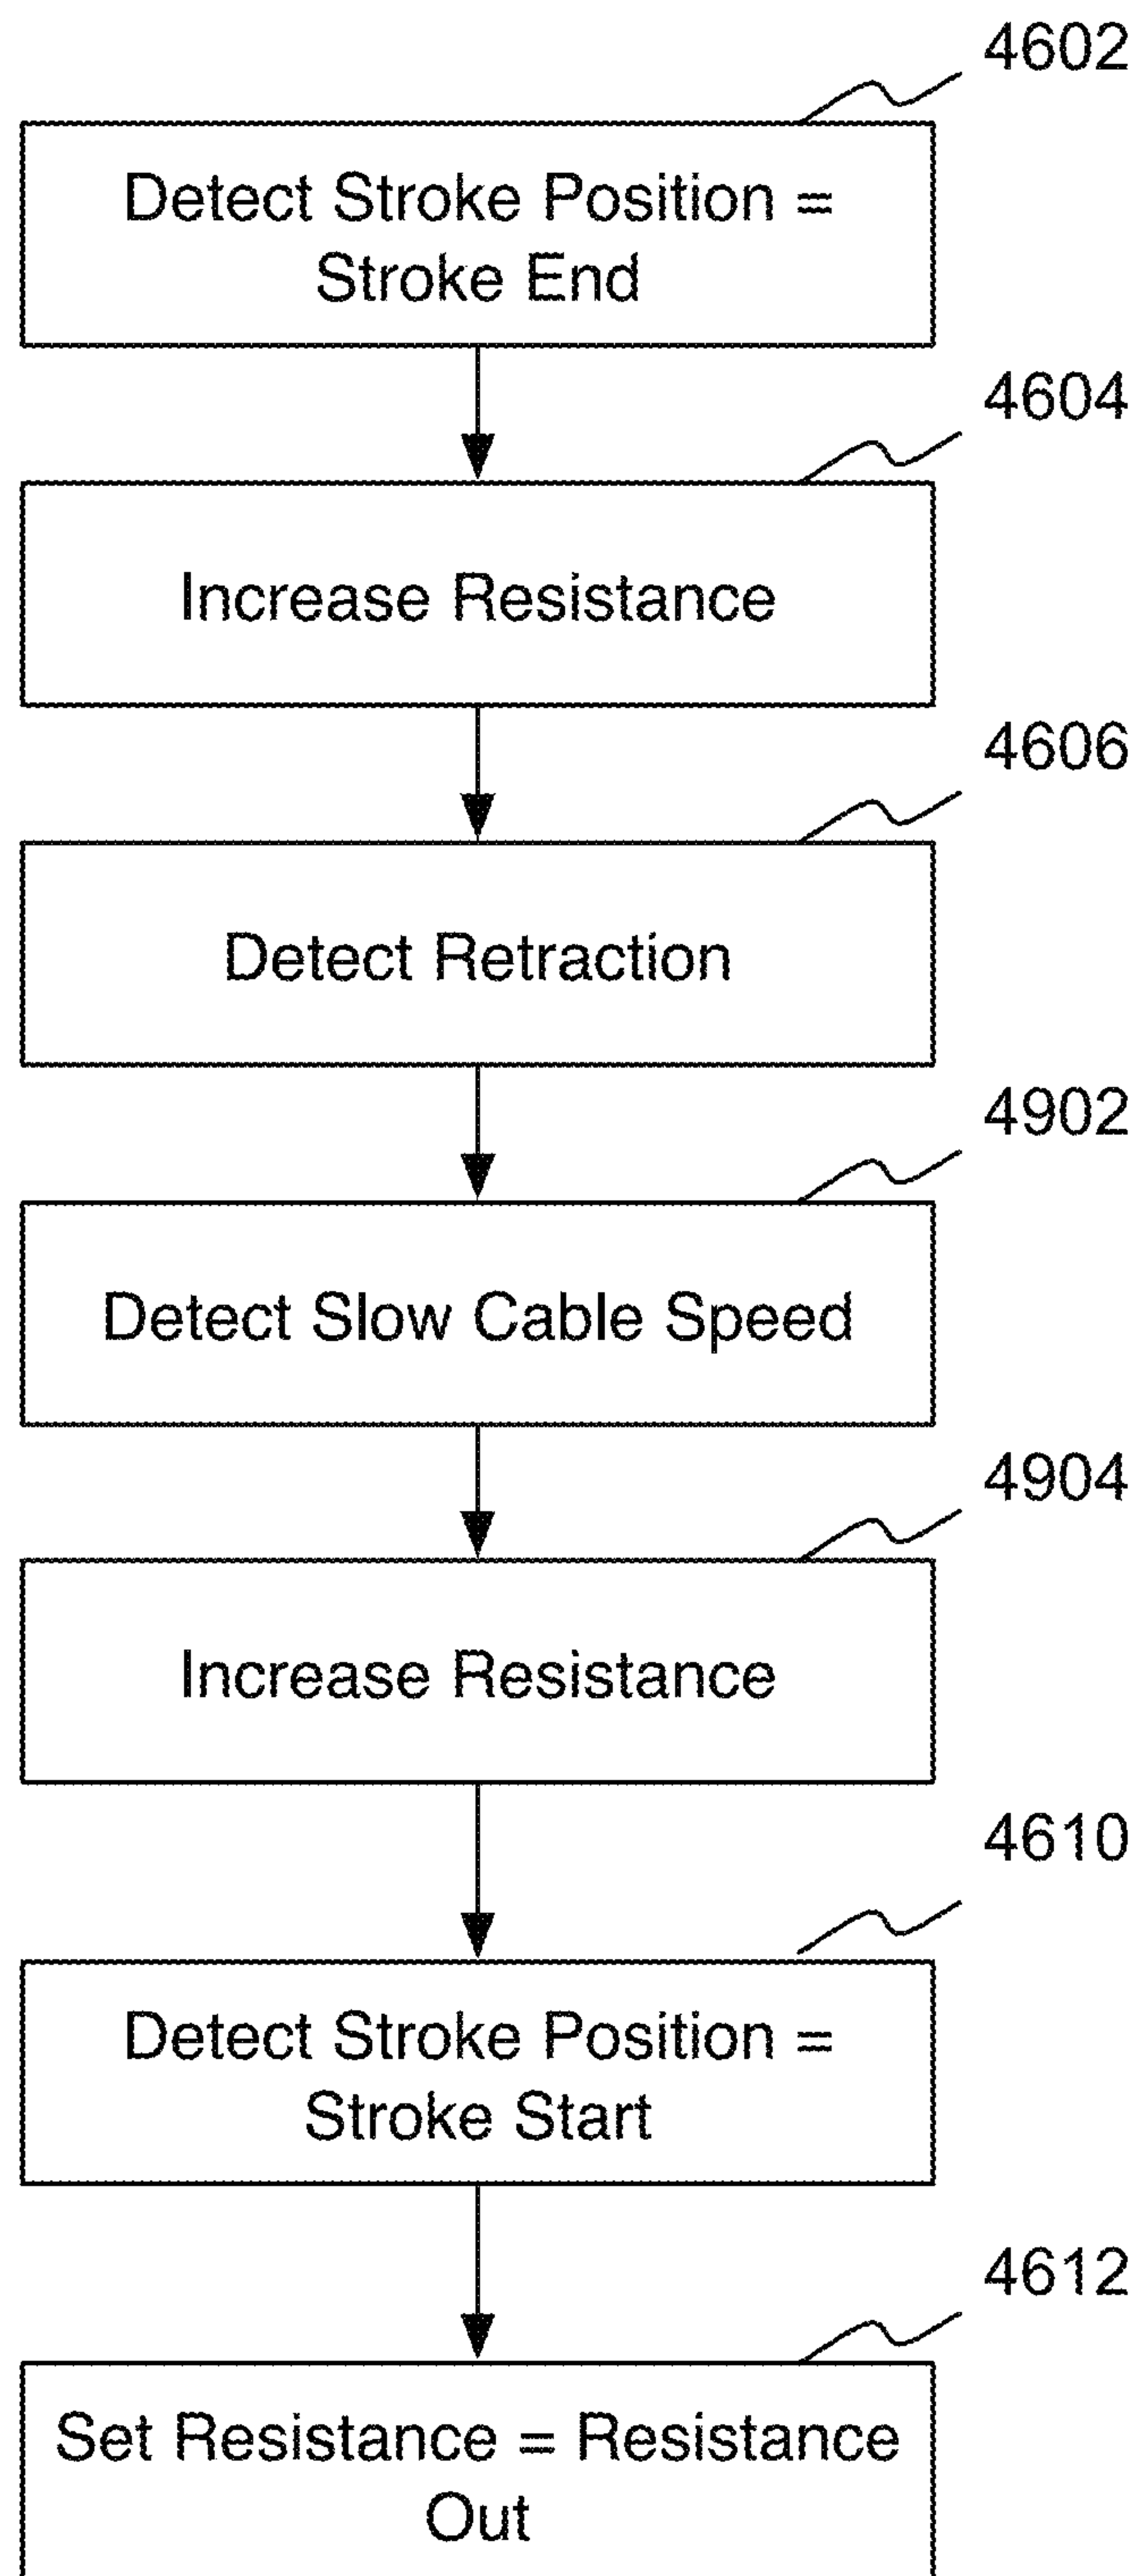 4602
Detect Stroke Position =
Stroke End
4604
Increase Resistance
4606
Detect Retraction
4902
Detect Slow Cable Speed
4904
Increase Resistance
4610
Detect Stroke Position =
Stroke Start
4612
Set Resistance = Resistance
Out